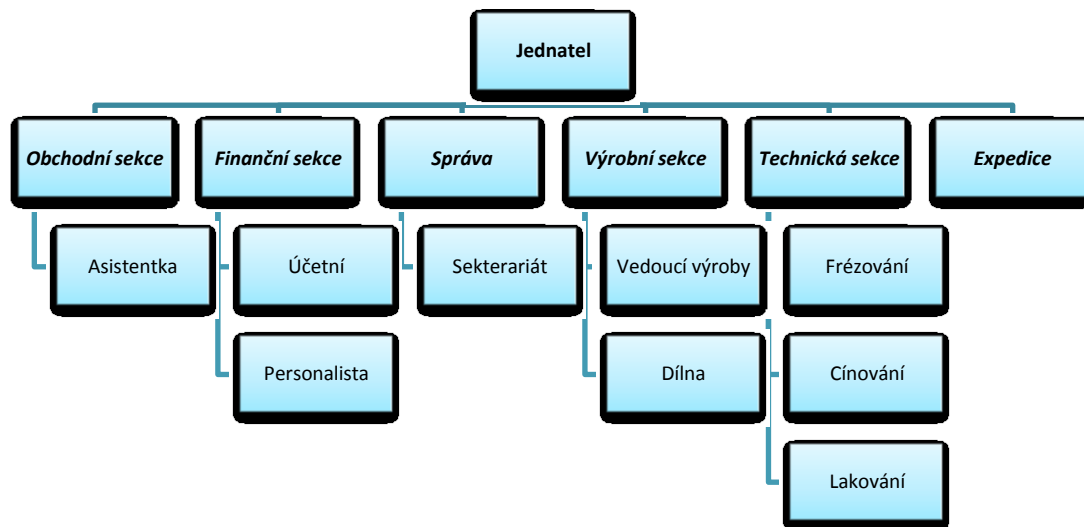 Jednatel
Obchodní sekce
Finanční sekce
Správa
Výrobní sekce
Technická sekce
Expedice
Asistentka
Účetní
Sekterariát
Vedoucí výroby
Frézování
Personalista
Dílna
Cínování
Lakování